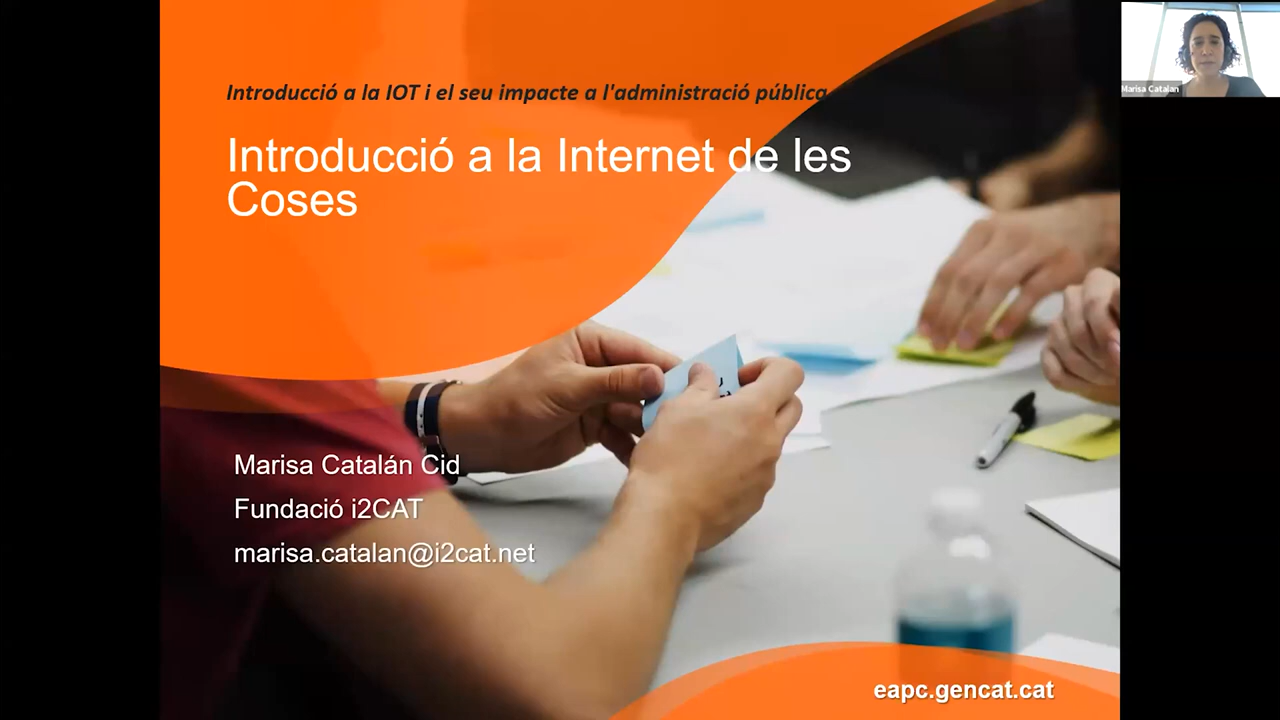 Introducció a la IOT i el seu impacte a l'administració pública
Introducció a la Internet de les
Coses
Marisa Catalán Cid
Fundació i2CAT
marisa.catalan@i2cat.net
eapc.gencat.cat
Marisa Catalan